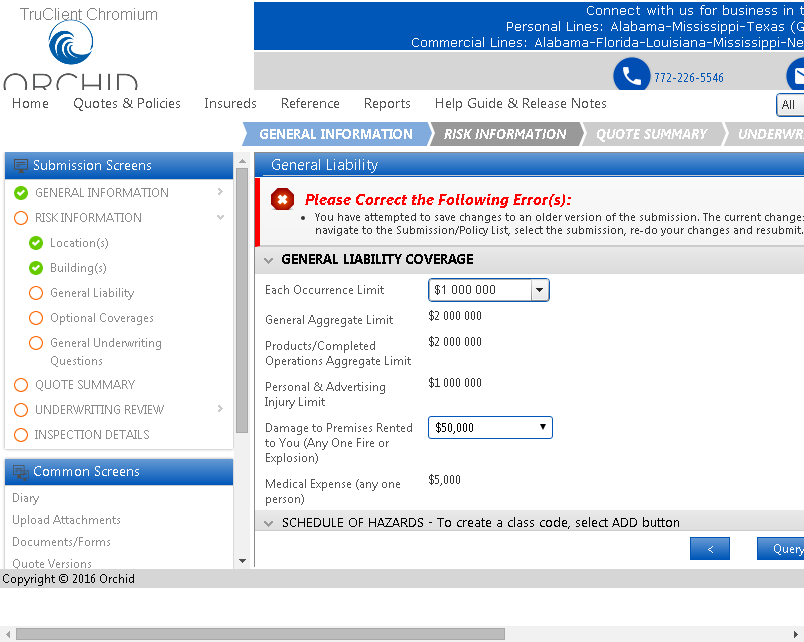 TruClient Chromium
Connect with us for business in t
Personal Lines: Alabama-Mississippi-Texas (G
Commercial Lines: Alabama-Florida-Louisiana-Mississippi-Ne
ORCHID
772-226-5546
Home Quotes & Policies Insureds Reference Reports Help Guide & Release Notes
All
GENERAL INFORMATION RISK INFORMATION QUOTE SUMMARY UNDERWR
Submission Screens
GENERAL INFORMATION
RISK INFORMATION
Location(s)
Building(s)
General Liability
Optional Coverages
General Underwriting
Questions
QUOTE SUMMARY
UNDERWRITING REVIEW
INSPECTION DETAILS
Common Screens
Diary
Upload Attachments
Documents/Forms
Quote Versions
General Liability
Please Correct the Following Error(s):
• You have attempted to save changes to an older version of the submission. The current change
navigate to the Submission/Policy List, select the submission, re-do your changes and resubmit.
GENERAL LIABILITY COVERAGE
Each Occurrence Limit $1 000 000
General Aggregate Limit $2 000 000
Products/Completed $2 000 000
Operations Aggregate Limit
Personal & Advertising $1 000 000
Injury Limit
Damage to Premises Rented $50,000
to You (Any One Fire or
Explosion)
Medical Expense (any one $5,000
person)
SCHEDULE OF HAZARDS - To create a class code, select ADD button
< Query
Copyright © 2016 Orchid